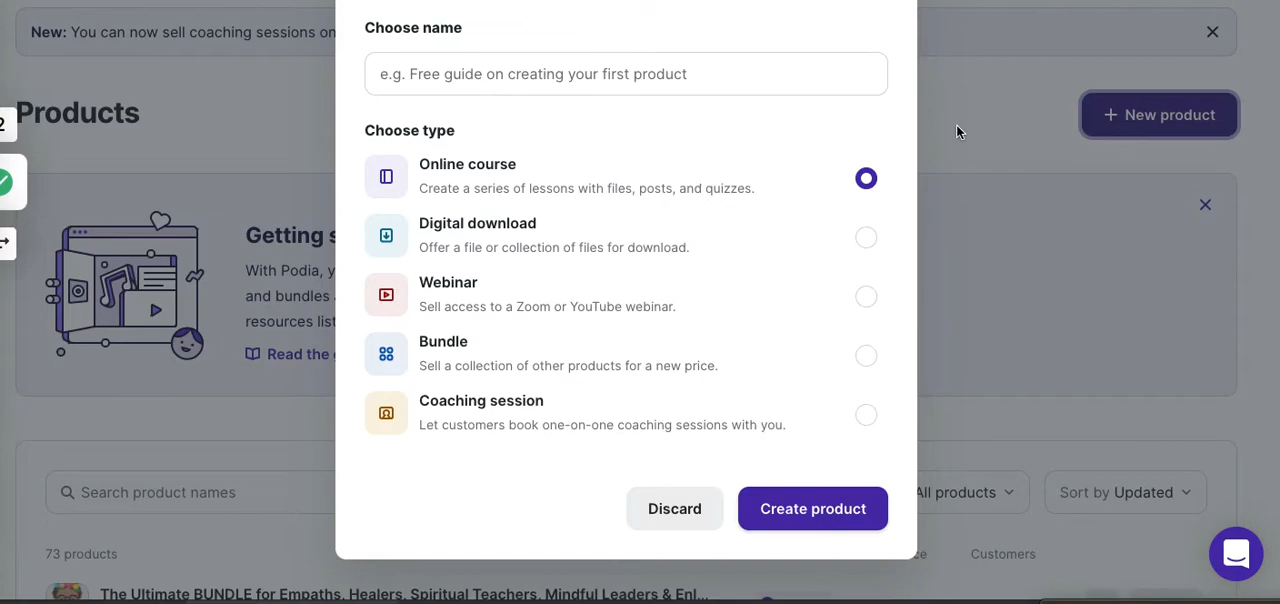 New: You can now sell coaching sessions on
Choose name
e.g. Free guide on creating your first product
Products
New product
Choose type
Online course
Create a series of lessons with files, posts, and quizzes.
Digital download
Offer a file or collection of files for download.
Getting
With Podia,
and bundles
resources
Read the
Webinar
Sell access to a Zoom or YouTube webinar.
Bundle
Sell a collection of other products for a new price.
Coaching session
Let customers book one-on-one coaching sessions with you.
Search product names
All products
Sort by Updated
Discard
Create product
73 products
Customers
The Ultimate BUNDLE for Empaths, Healers, Spiritual Teachers, Mindful Leaders & Enl...
2